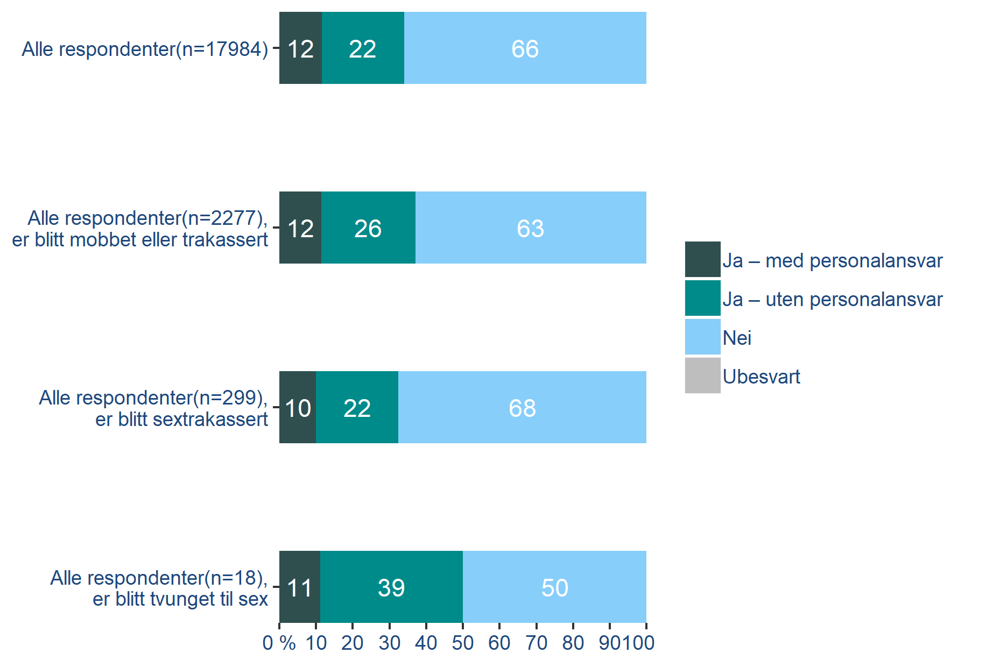 Alle respondenter(n=17984)
12 22 66
Alle respondenter(n=2277),
er blitt mobbet eller trakassert
12 26 63
Alle respondenter(n=299),
er blitt sextrakassert
10 22 68
Alle respondenter(n=18),
er blitt tvunget til sex
11 39 50
0 % 10 20 30 40 50 60 70 80 90 100
Ja – med personalansvar
Ja – uten personalansvar
Nei
Ubesvart